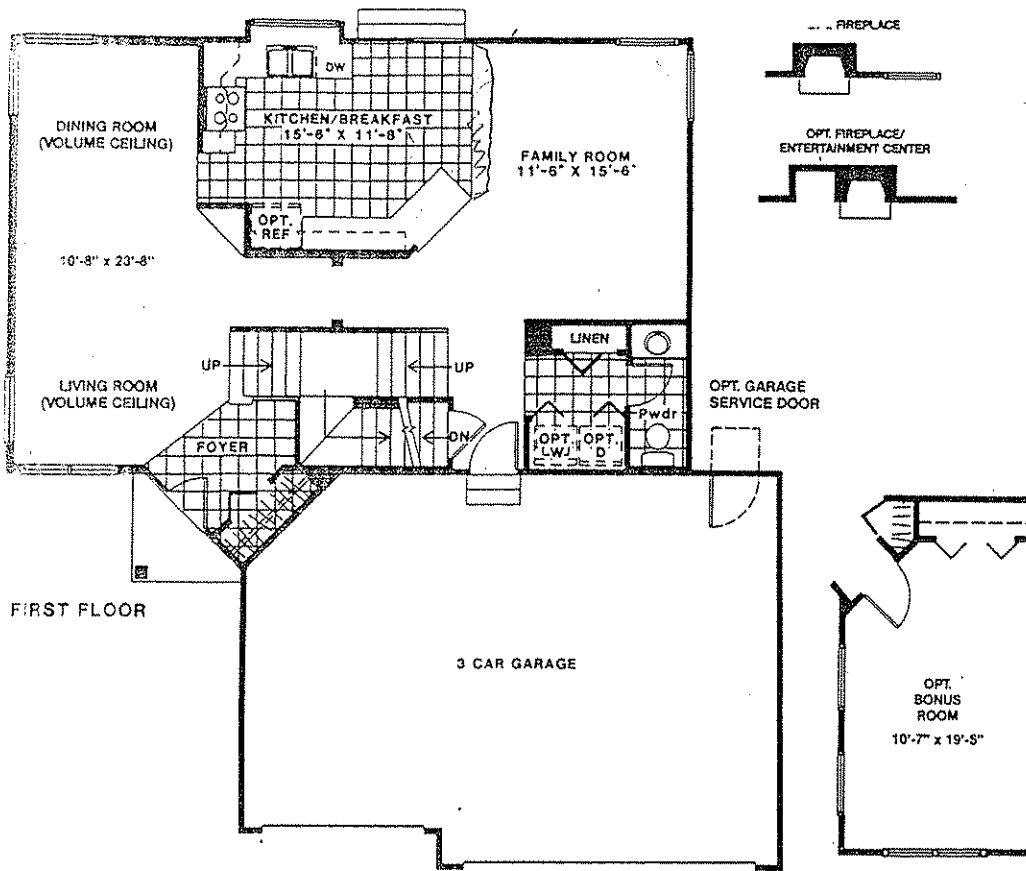 FIREPLACE
OPT. FIREPLACE/
ENTERTAINMENT CENTER
DW
KITCHEN/BREAKFAST
15'-6" X 11'-8"
DINING ROOM
(VOLUME CEILING)
FAMILY ROOM
11'-6" X 15'-6"
OPT.
REF
10'-8" x 23'-8"
LINEN
UP
UP
LIVING ROOM
(VOLUME CEILING)
OPT. GARAGE
SERVICE DOOR
Pwdr
FOYER
DN
OPT.
W
OPT.
D
FIRST FLOOR
3 CAR GARAGE
OPT.
BONUS
ROOM
10'-7" x 19'-5"